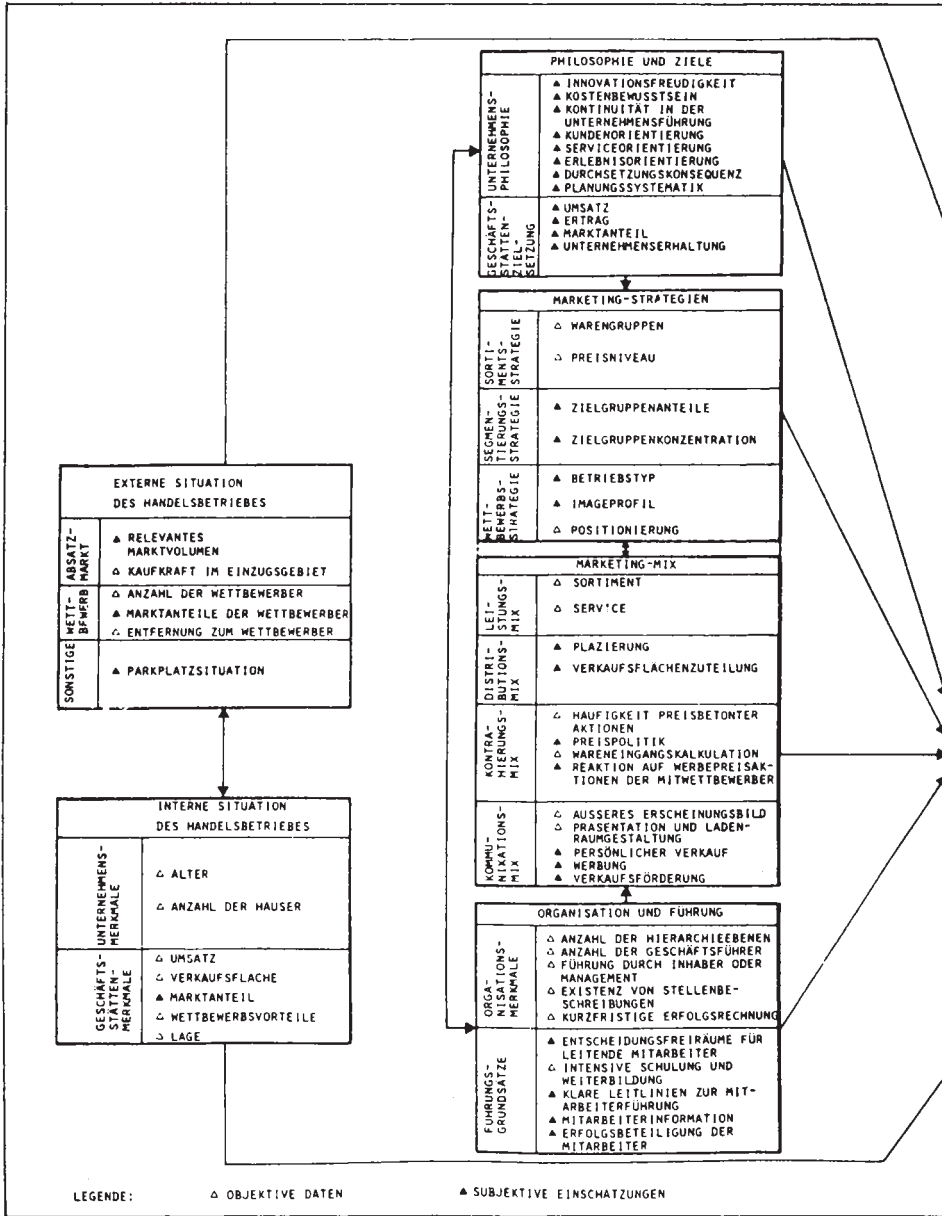 PHILOSOPHIE UND ZIELE
UNTERNEHMENS-
PHILOSOPHIE
▲ INNOVATIONSFREUDIGKEIT
▲ KOSTENBEWUSTSEIN
▲ KONTINUITÄT IN DER
UNTERNEHMENSFÜHRUNG
▲ KUNDENORIENTIERUNG
▲ SERVICEORIENTIERUNG
▲ ERLEBNISORIENTIERUNG
▲ DURCHSETZUNGSKONSEQUENZ
▲ PLANUNGSSYSTEMATIK
GESCHÄFTS-
STÄTTEN-
ZIEL-
SETZUNG
▲ UMSATZ
▲ ERTRAG
▲ MARKTANTEIL
▲ UNTERNEHMENSERHALTUNG
MARKETING-STRATEGIEN
SORTI-
MENTS-
STRATEGIE
△ WARENGRUPPEN
△ PREISNIVEAU
SEGMEN-
TIERUNGS-
STRATEGIE
▲ ZIELGRUPPENANTEILE
▲ ZIELGRUPPENKONZENTRATION
WETT-
BEWERBS-
STRATEGIE
▲ BETRIEBSTYP
▲ IMAGEPROFIL
△ POSITIONIERUNG
MARKETING-MIX
LEI-
STUNGS-
MIX
△ SORTIMENT
△ SERVICE
DISTRI-
BUTIONS-
MIX
▲ PLAZIERUNG
▲ VERKAUFSFLÄCHENZUTEILUNG
KONTRA-
HIERUNGS-
MIX
△ HAUFIGKEIT PREISBETONTER
AKTIONEN
▲ PREISPOLITIK
△ WARENEINGANGSKALKULATION
▲ REAKTION AUF WERBEPREISAK-
TIONEN DER MITWETTBEWERBER
KOMMU-
NIKATIONS-
MIX
△ AUSSERES ERSCHEINUNGSBILD
△ PRASENTATION UND LADEN-
RAUMGESTALTUNG
▲ PERSÖNLICHER VERKAUF
▲ WERBUNG
▲ VERKAUFSFÖRDERUNG
ORGANISATION UND FÜHRUNG
ORGA-
NISATIONS-
MERKMALE
△ ANZAHL DER HIERARCHIEEBENEN
△ ANZAHL DER GESCHÄFTSFÜHRER
△ FÜHRUNG DURCH INHABER ODER
MANAGEMENT
△ EXISTENZ VON STELLENBE-
SCHREIBUNGEN
△ KURZFRISTIGE ERFOLGSRECHNUNG
FÜHRUNGS-
GRUNDSATZE
▲ ENTSCHEIDUNGSFREIRÄUME FÜR
LEITENDE MITARBEITER
△ INTENSIVE SCHULUNG UND
WEITERBILDUNG
▲ KLARE LEITLINIEN ZUR MIT-
ARBEITERFÜHRUNG
▲ MITARBEITERINFORMATION
▲ ERFOLGSBETEILIGUNG DER
MITARBEITER
EXTERNE SITUATION
DES HANDELSBETRIEBES
ABSATZ-
MARKT
▲ RELEVANTES
MARKTVOLUMEN
△ KAUFKRAFT IM EINZUGSGEBIET
WETT-
BEWERB
△ ANZAHL DER WETTBEWERBER
▲ MARKTANTEILE DER WETTBEWERBER
△ ENTFERNUNG ZUM WETTBEWERBER
SONSTIGE
▲ PARKPLATZSITUATION
INTERNE SITUATION
DES HANDELSBETRIEBES
UNTERNEHMENS-
MERKMALE
△ ALTER
△ ANZAHL DER HAUSER
GESCHÄFTS-
STÄTTEN-
MERKMALE
△ UMSATZ
△ VERKAUFSFLACHE
▲ MARKTANTEIL
△ WETTBEWERBSVORTEILE
△ LAGE
LEGENDE: △ OBJEKTIVE DATEN ▲ SUBJEKTIVE EINSCHATZUNGEN